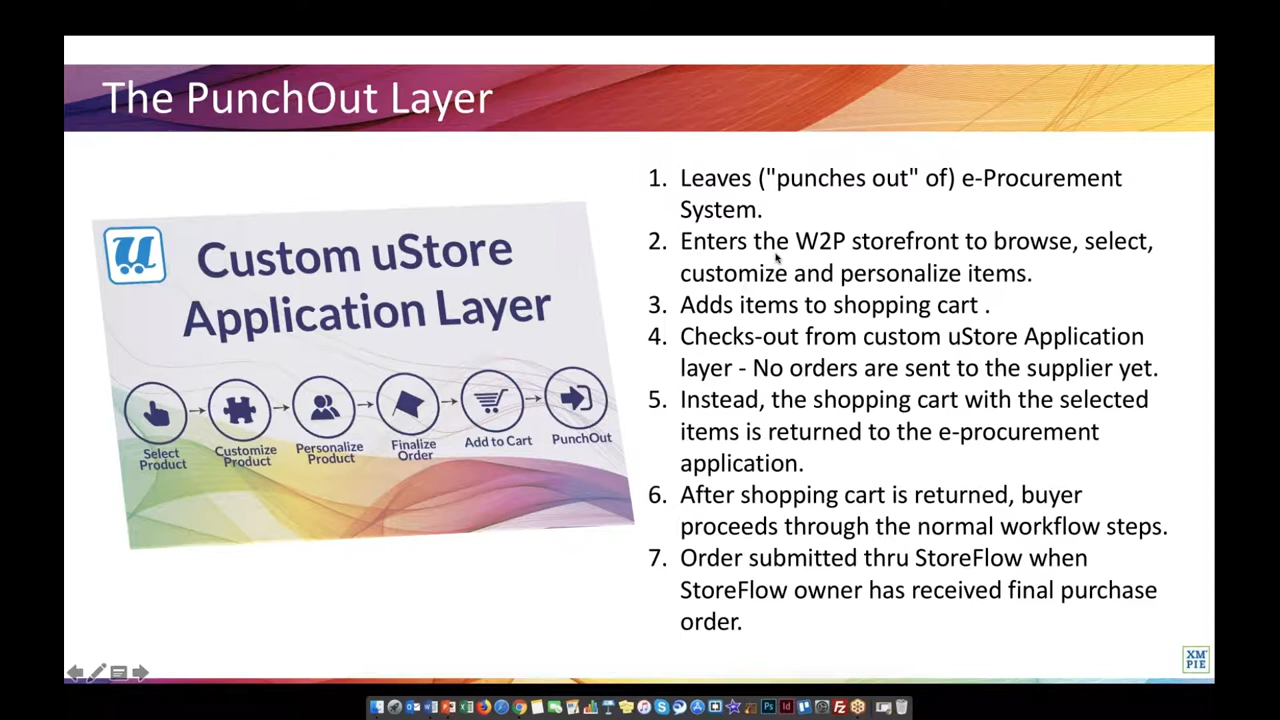 The PunchOut Layer
u
Custom uStore
Application Layer
Select
Product
Customize
Product
Personalize
Product
Finalize
Order
Add to Cart
PunchOut
1. Leaves ("punches out" of) e-Procurement
System.
2. Enters the W2P storefront to browse, select,
customize and personalize items.
3. Adds items to shopping cart .
4. Checks-out from custom uStore Application
layer - No orders are sent to the supplier yet.
5. Instead, the shopping cart with the selected
items is returned to the e-procurement
application.
6. After shopping cart is returned, buyer
proceeds through the normal workflow steps.
7. Order submitted thru StoreFlow when
StoreFlow owner has received final purchase
order.
XM
PIE
Ps
Id
Fz